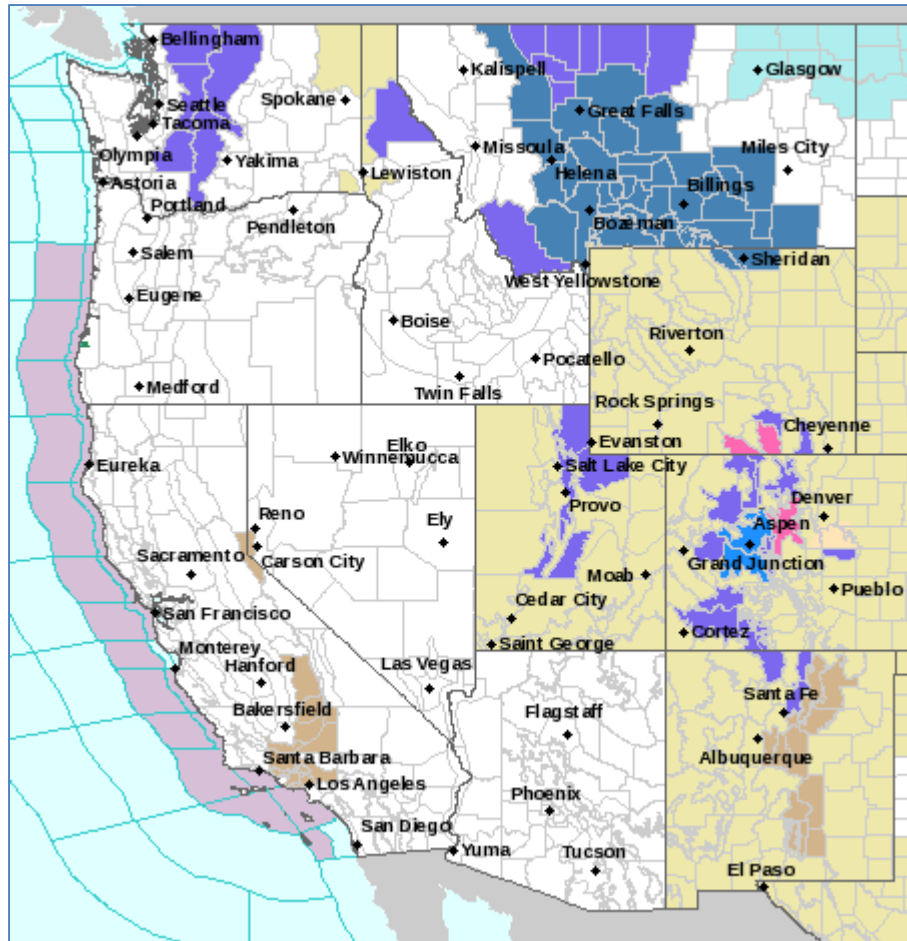 Bellingham
Kalispell
Glasgow
Spokane
Seattle
Great Falls
Tacoma
Olympia
Yakima
Missoula
Miles City
Helena
Lewiston
Astoria
Billings
Portland
Pendleton
Bozeman
Salem
Sheridan
West Yellowstone
Eugene
Boise
Riverton
Pocatello
Medford
Twin Falls
Rock Springs
Cheyenne
Elko
Evanston
Winnemucca
Eureka
Salt Lake City
Denver
Provo
Reno
Ely
Aspen
Sacramento
Carson City
Grand Junction
Moab
Pueblo
Cedar City
San Francisco
Cortez
Monterey
Saint George
Hanford
Las Vegas
Santa Fe
Flagstaff
Bakersfield
Albuquerque
Santa Barbara
Los Angeles
Phoenix
San Diego
Yuma
Tucson
El Paso